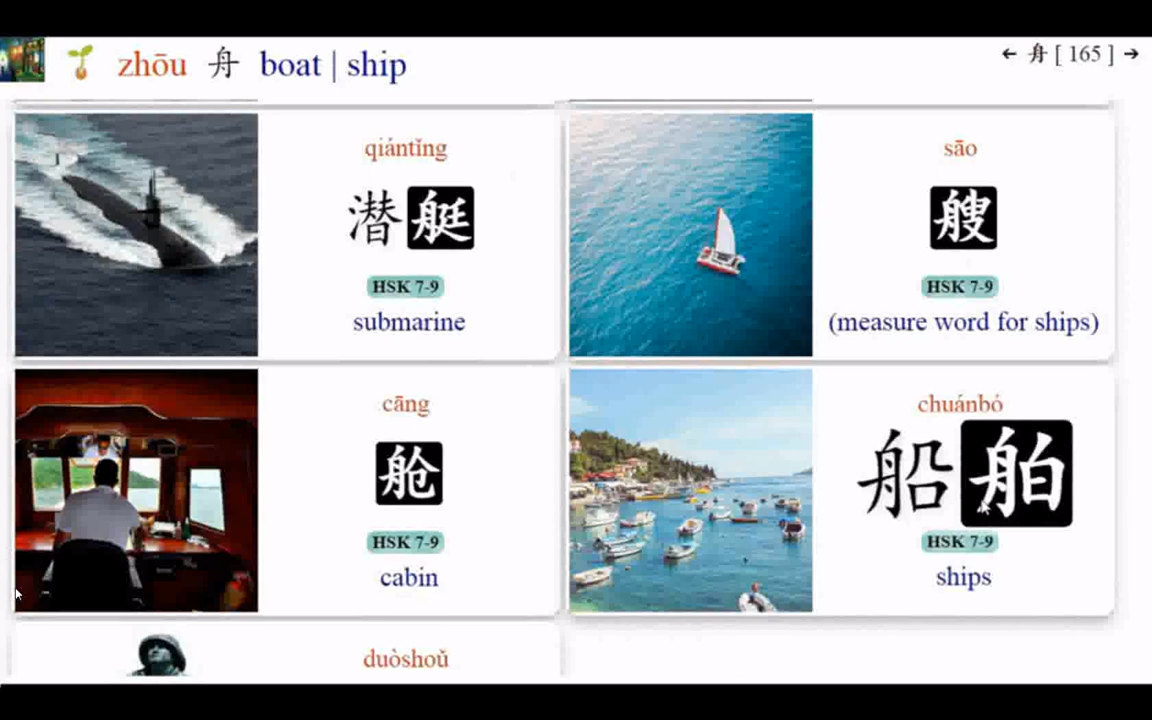 zhōu 舟 boat | ship
← 舟 [ 165 ] →
qiántǐng
潜艇
HSK 7-9
submarine
sāo
艘
HSK 7-9
(measure word for ships)
cāng
舱
HSK 7-9
cabin
chuánbó
船舶
HSK 7-9
ships
duòshǒu